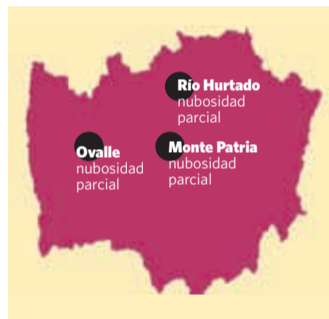 Río Hurtado
nubosidad
parcial
Ovalle
nubosidad
parcial
Monte Patria
nubosidad
parcial